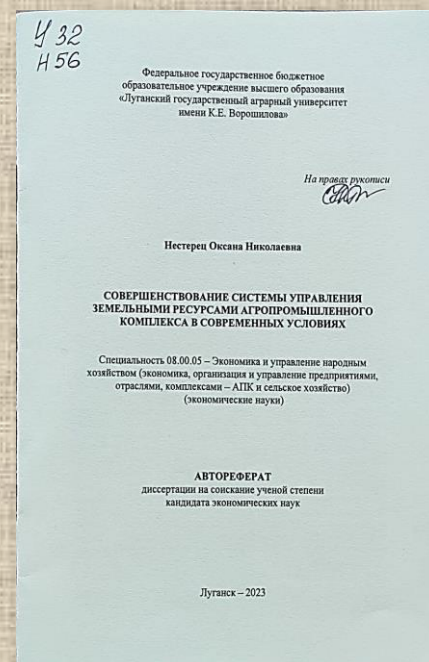 У 32
Н 56
Федеральное государственное бюджетное
образовательное учреждение высшего образования
«Луганский государственный аграрный университет
имени К.Е. Ворошилова»
На правах рукописи
Нестерец Оксана Николаевна
СОВЕРШЕНСТВОВАНИЕ СИСТЕМЫ УПРАВЛЕНИЯ
ЗЕМЕЛЬНЫМИ РЕСУРСАМИ АГРОПРОМЫШЛЕННОГО
КОМПЛЕКСА В СОВРЕМЕННЫХ УСЛОВИЯХ
Специальность 08.00.05 – Экономика и управление народным
хозяйством (экономика, организация и управление предприятиями,
отраслями, комплексами – АПК и сельское хозяйство)
(экономические науки)
АВТОРЕФЕРАТ
диссертации на соискание ученой степени
кандидата экономических наук
Луганск – 2023